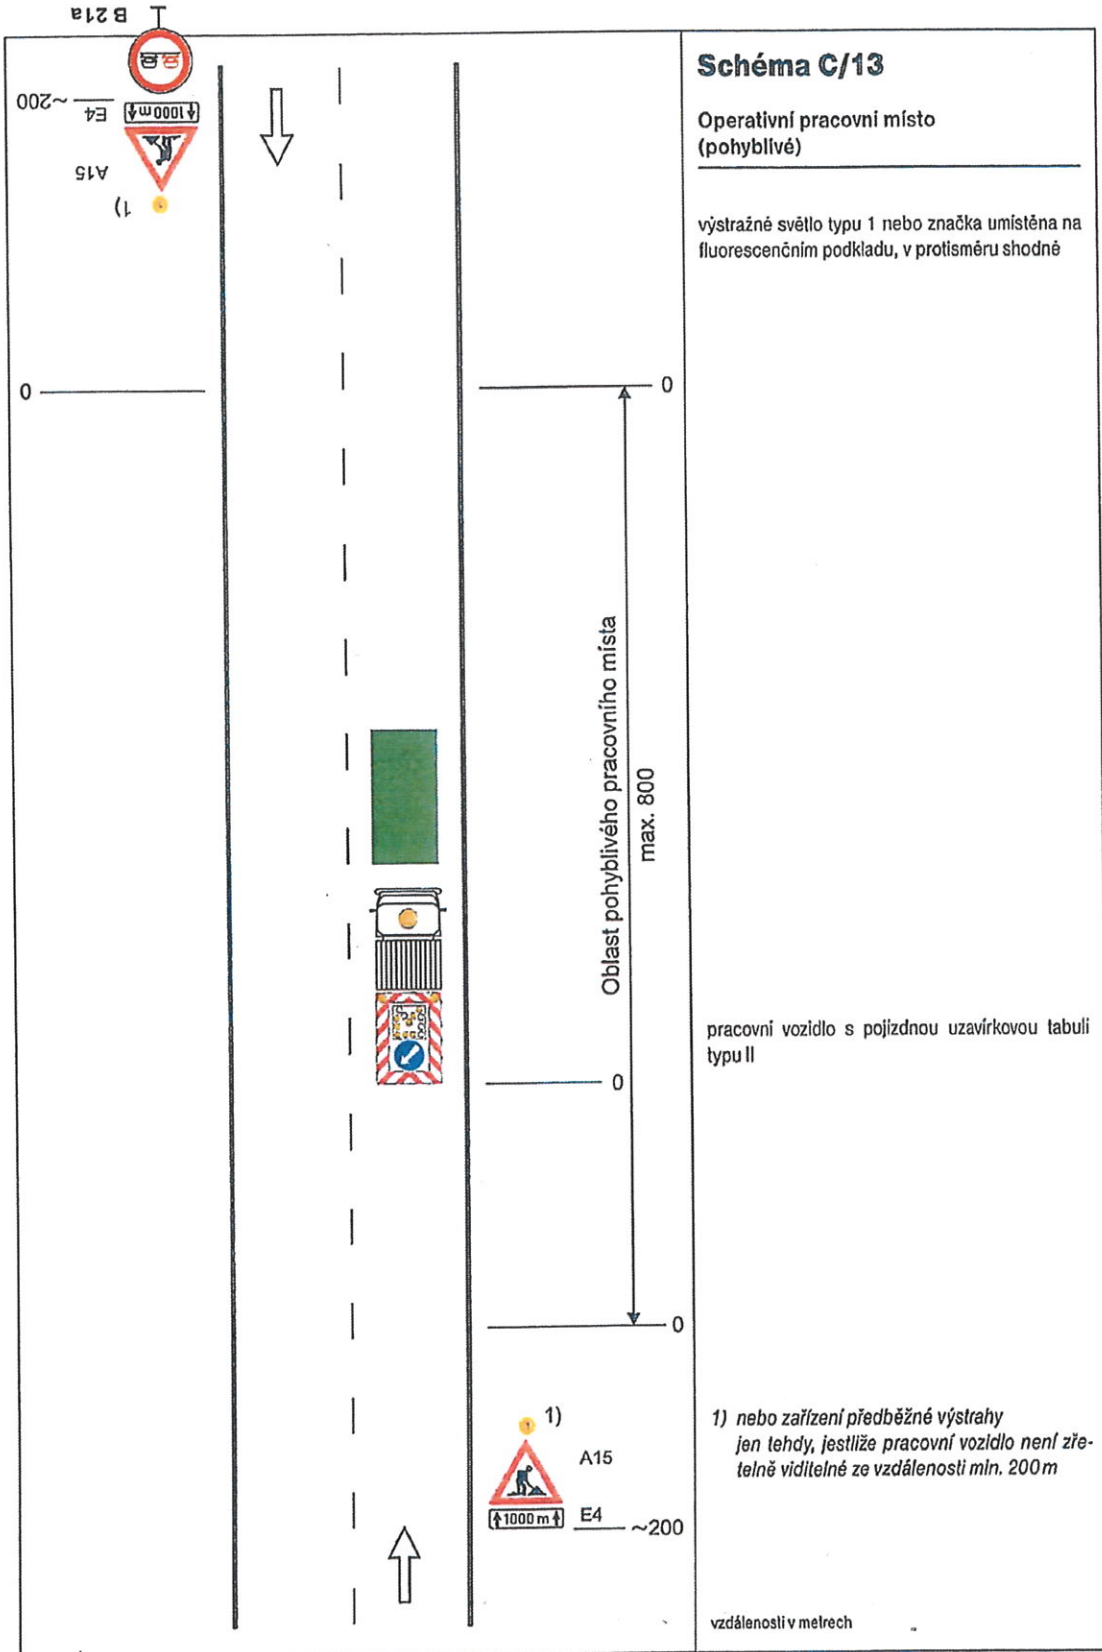 B 21a
~200
E4
1000 m
A15
1)
0
0
Oblast pohyblivého pracovního místa
max. 800
0
0
1)
A15
1000 m
E4
~200
Schéma C/13
Operativní pracovní místo
(pohyblivé)
výstražné světlo typu 1 nebo značka umístěna na
fluorescenčním podkladu, v protisměru shodně
pracovní vozidlo s pojízdnou uzavírkovou tabulí
typu II
1) nebo zařízení předběžné výstrahy
jen tehdy, jestliže pracovní vozidlo není zře-
telně viditelné ze vzdálenosti min. 200 m
vzdálenosti v metrech